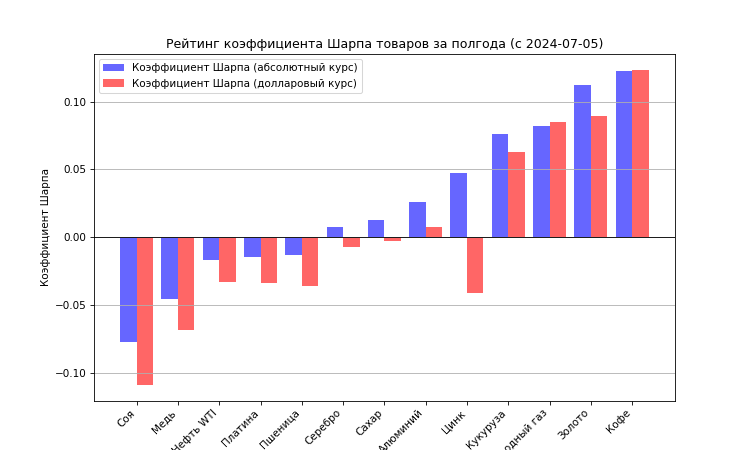 Рейтинг коэффициента Шарпа товаров за полгода (с 2024-07-05)
Коэффициент Шарпа (абсолютный курс)
Коэффициент Шарпа (долларовый курс)
Коэффициент Шарпа
0.10
0.05
0.00
−0.05
−0.10
Соя
Медь
Нефть WTI
Платина
Пшеница
Серебро
Сахар
Алюминий
Цинк
Кукуруза
одный газ
Золото
Кофе